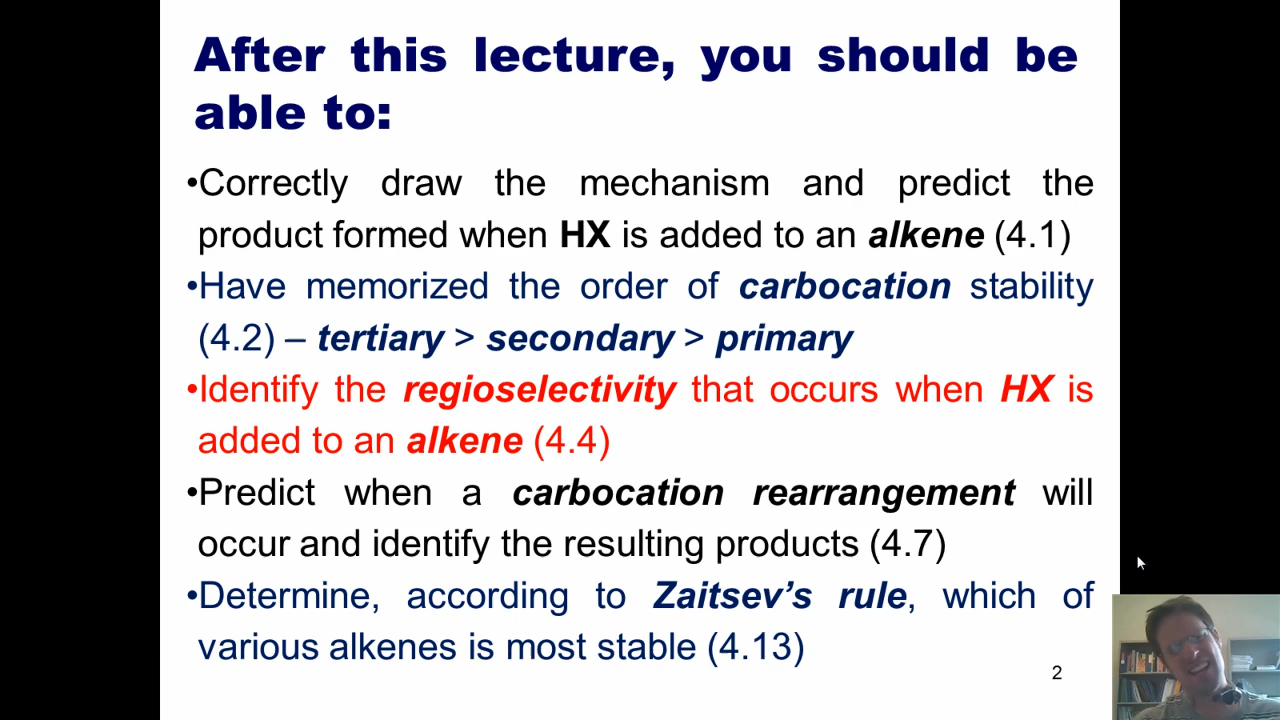 After this lecture, you should be
able to:
•Correctly draw the mechanism and predict the
product formed when HX is added to an alkene (4.1)
•Have memorized the order of carbocation stability
(4.2) – tertiary > secondary > primary
•Identify the regioselectivity that occurs when HX is
added to an alkene (4.4)
•Predict when a carbocation rearrangement will
occur and identify the resulting products (4.7)
•Determine, according to Zaitsev’s rule, which of
various alkenes is most stable (4.13)
2